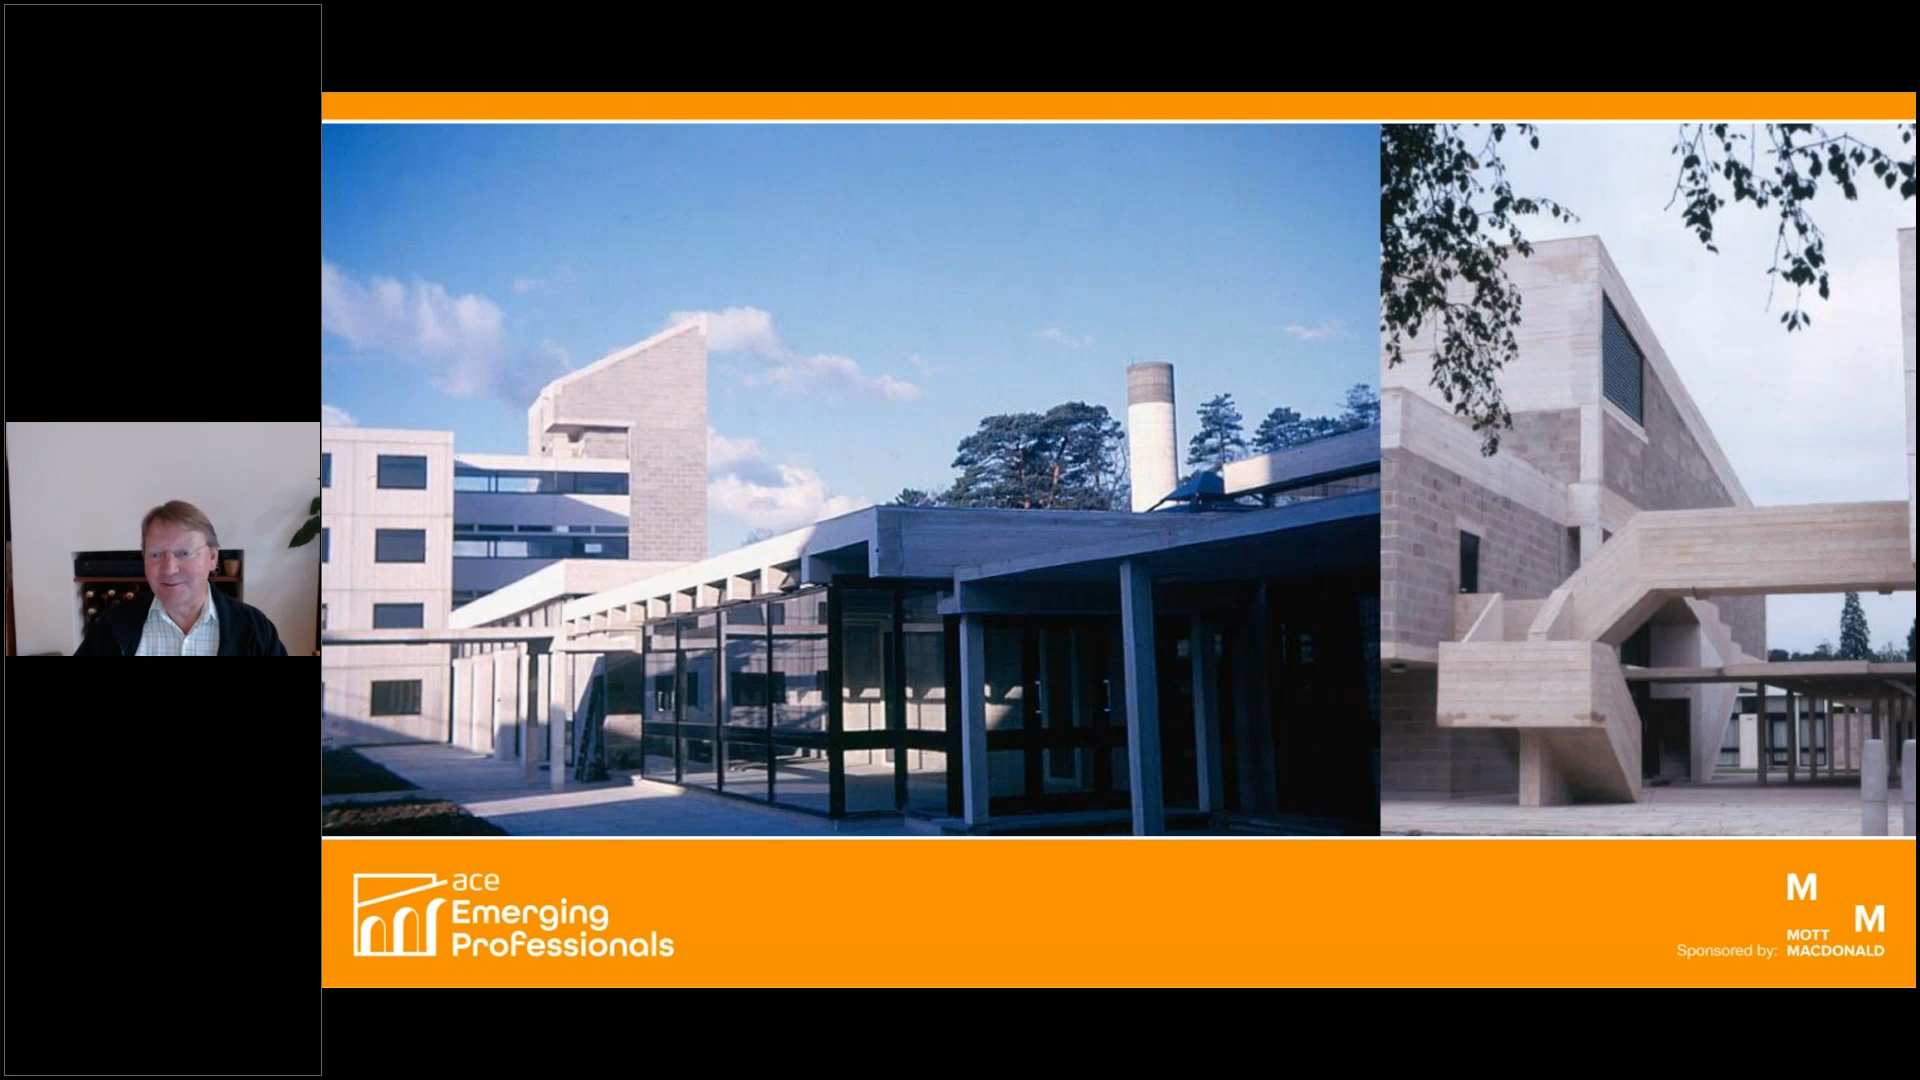 ace
Emerging
Professionals
M
M
MOTT
Sponsored by: MACDONALD